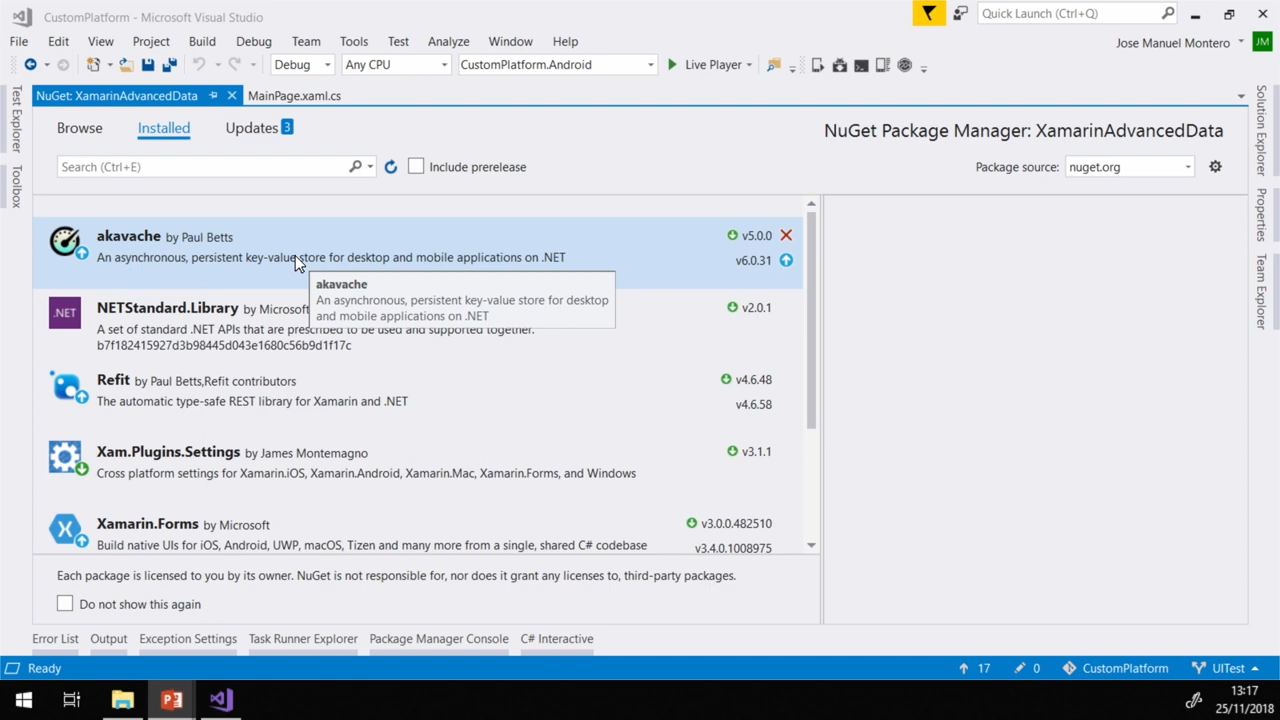 CustomPlatform - Microsoft Visual Studio
Quick Launch (Ctrl+Q)
File Edit View Project Build Debug Team Tools Test Analyze Window Help
Jose Manuel Montero
JM
Debug
Any CPU
CustomPlatform.Android
Live Player
NuGet: XamarinAdvancedData
MainPage.xaml.cs
Test Explorer
Toolbox
Solution Explorer
Properties
Team Explorer
Browse
Installed
Updates 3
NuGet Package Manager: XamarinAdvancedData
Search (Ctrl+E)
Include prerelease
Package source: nuget.org
akavache by Paul Betts
v5.0.0
An asynchronous, persistent key-value store for desktop and mobile applications on .NET
v6.0.31
akavache
An asynchronous, persistent key-value store for desktop
and mobile applications on .NET
.NET
NETStandard.Library by Microsoft
v2.0.1
A set of standard .NET APIs that are prescribed to be used and supported together.
b7f182415927d3b98445d043e1680c56b9d1f17c
Refit by Paul Betts,Refit contributors
v4.6.48
The automatic type-safe REST library for Xamarin and .NET
v4.6.58
Xam.Plugins.Settings by James Montemagno
v3.1.1
Cross platform settings for Xamarin.iOS, Xamarin.Android, Xamarin.Mac, Xamarin.Forms, and Windows
Xamarin.Forms by Microsoft
v3.0.0.482510
Build native UIs for iOS, Android, UWP, macOS, Tizen and many more from a single, shared C# codebase
v3.4.0.1008975
Each package is licensed to you by its owner. NuGet is not responsible for, nor does it grant any licenses to, third-party packages.
Do not show this again
Error List Output Exception Settings Task Runner Explorer Package Manager Console C# Interactive
Ready
17
0
CustomPlatform
UITest
13:17
25/11/2018